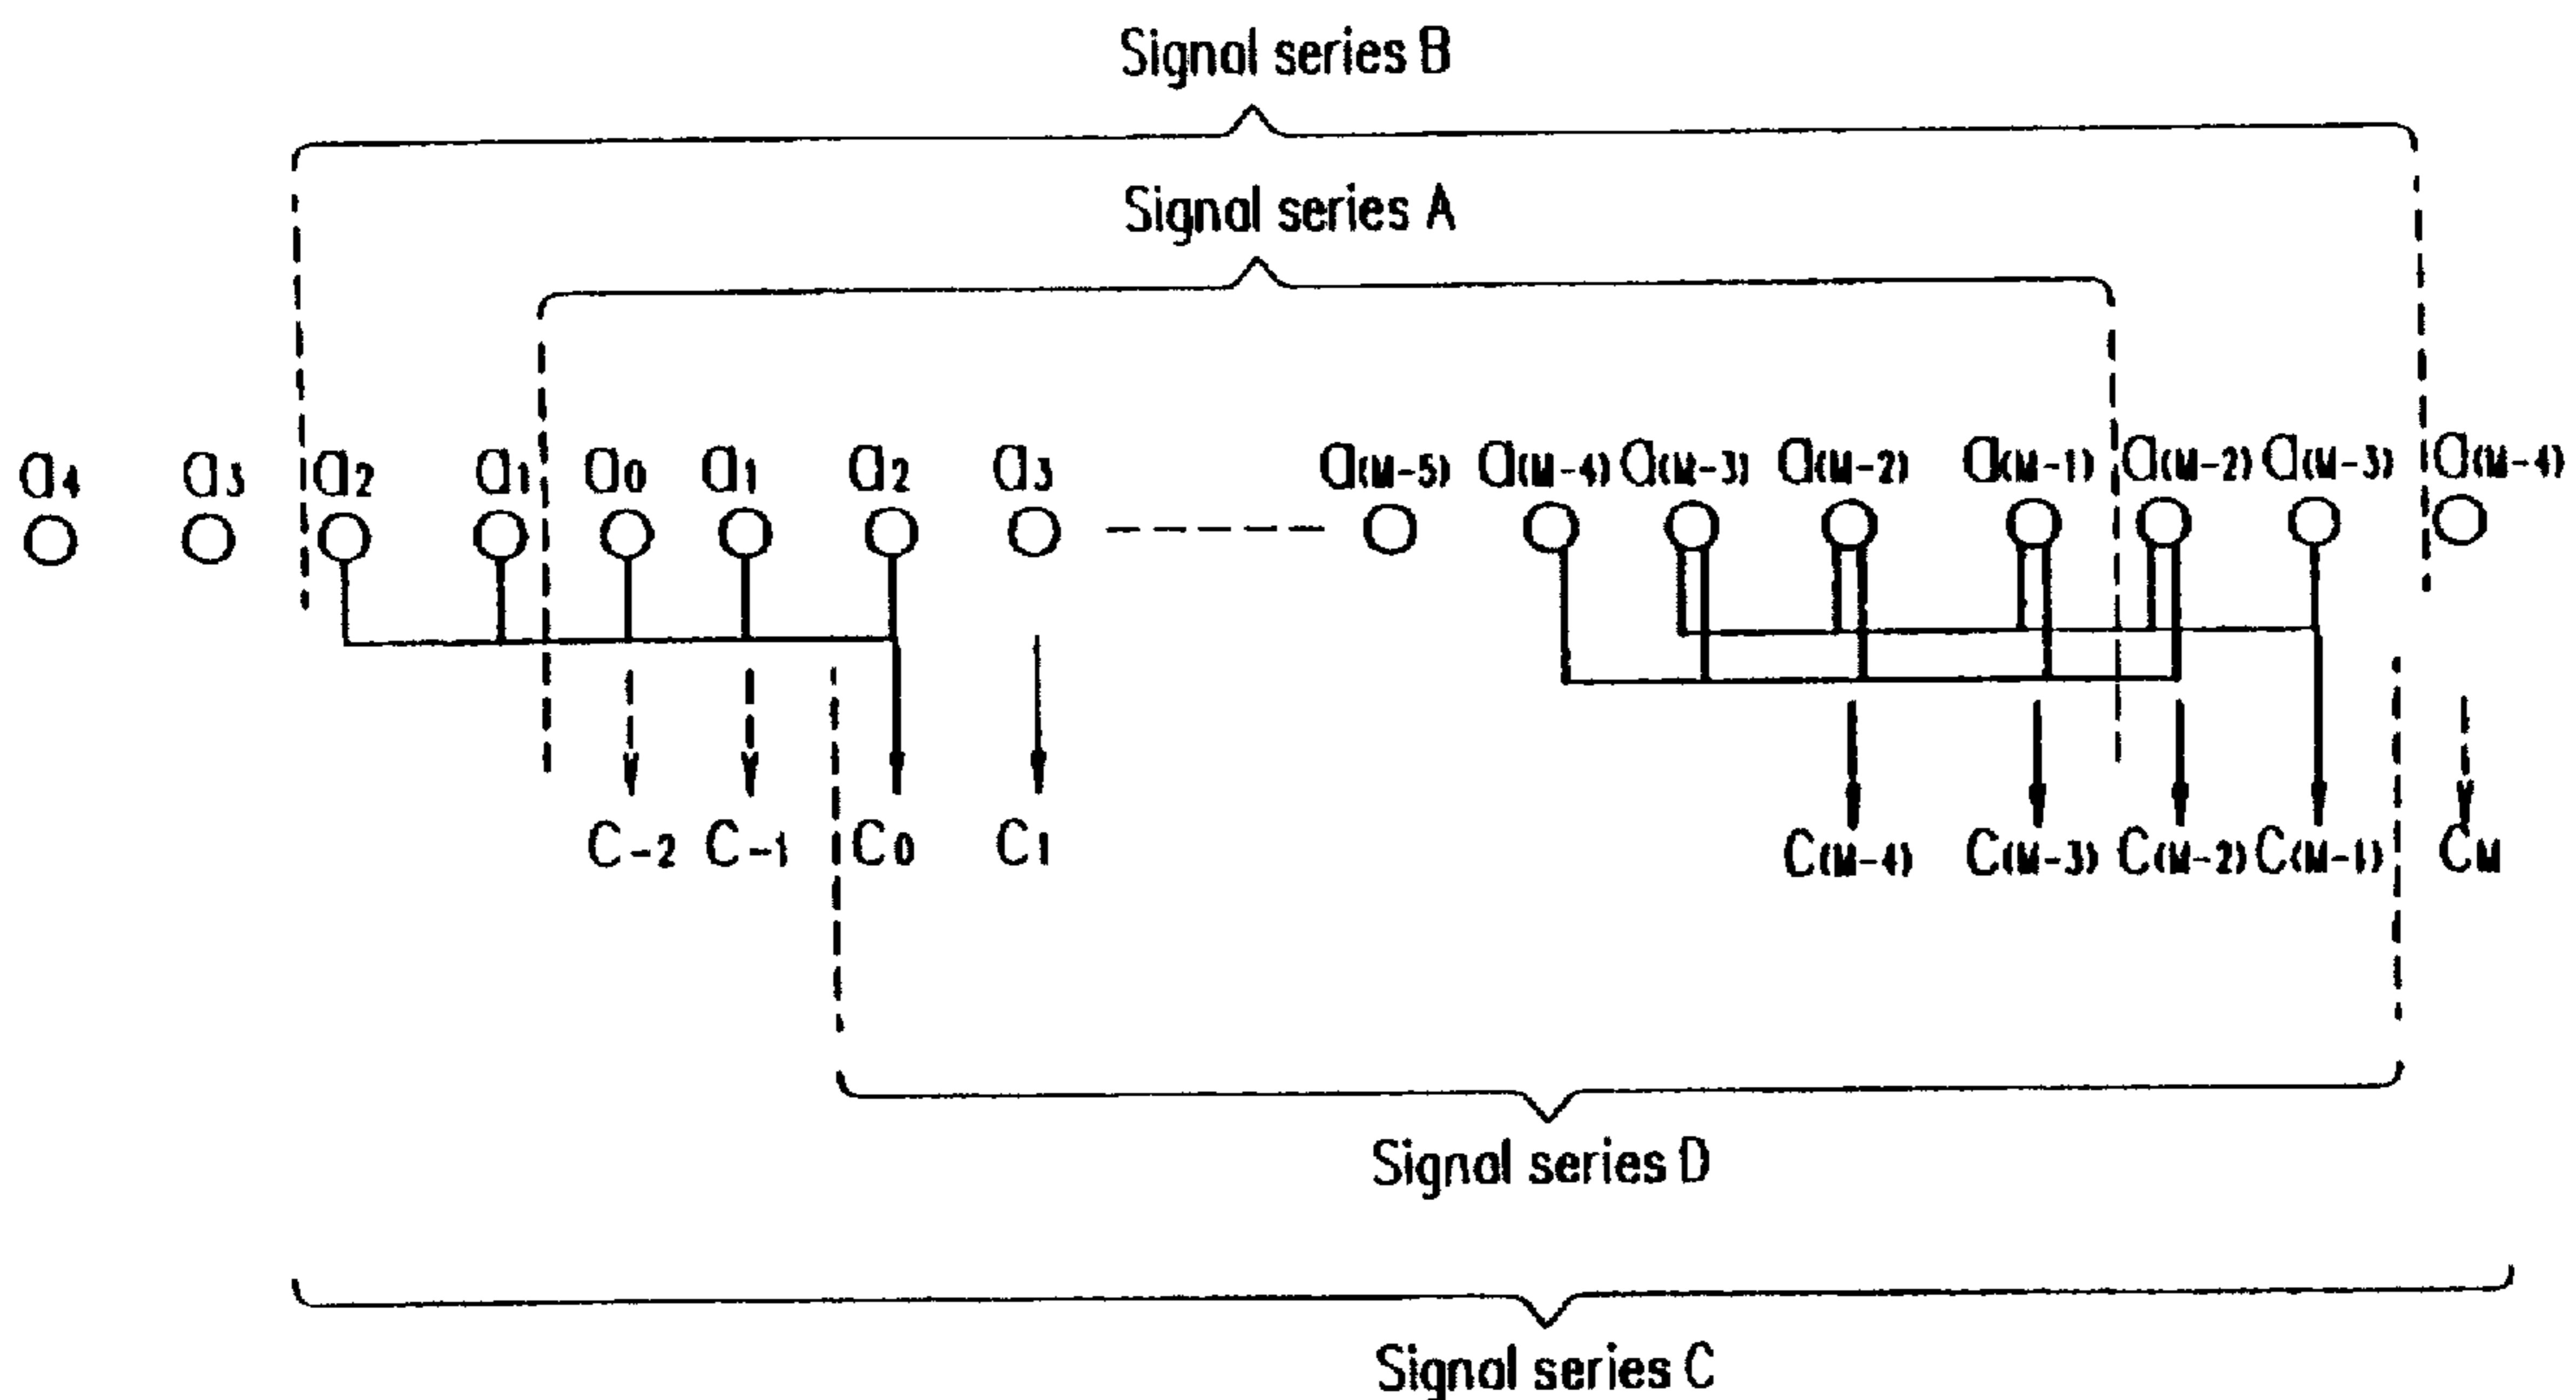 Signal series B
Signal series A
a4 a3 a2 a1 a0 a1 a2 a3 a(M-5) a(M-4) a(M-3) a(M-2) a(M-1) a(M-2) a(M-3) a(M-4)
C-2 C-1 C0 C1 C(M-4) C(M-3) C(M-2) C(M-1) CM
Signal series D
Signal series C